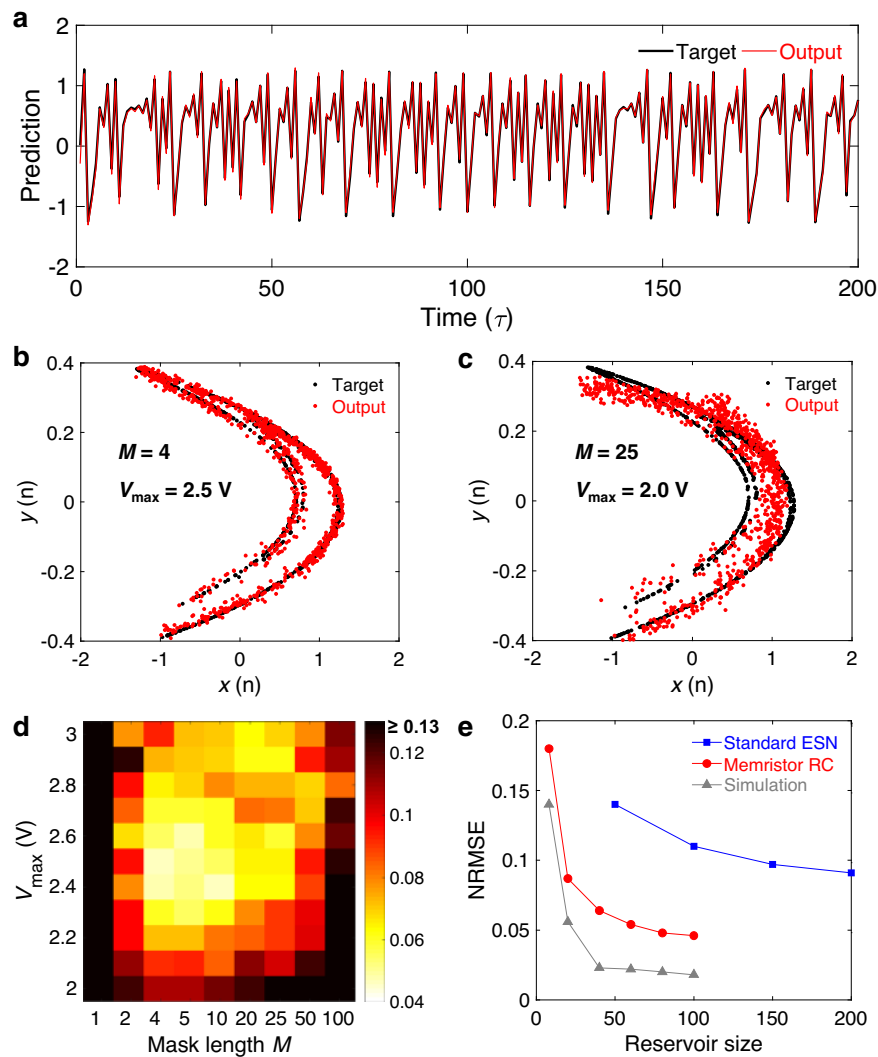 a
2
1
0
-1
-2
Prediction
Target Output
0 50 100 150 200
Time (τ)
b
0.4
0.2
0
-0.2
-0.4
y (n)
Target
Output
M = 4
Vmax = 2.5 V
-2 -1 0 1 2
x (n)
c
0.4
0.2
0
-0.2
-0.4
y (n)
Target
Output
M = 25
Vmax = 2.0 V
-2 -1 0 1 2
x (n)
d
3
2.8
2.6
2.4
2.2
2
Vmax (V)
1 2 4 5 10 20 25 50 100
Mask length M
≥ 0.13
0.12
0.10
0.08
0.06
0.04
e
0.2
0.15
0.1
0.05
0
NRMSE
Standard ESN
Memristor RC
Simulation
0 50 100 150 200
Reservoir size